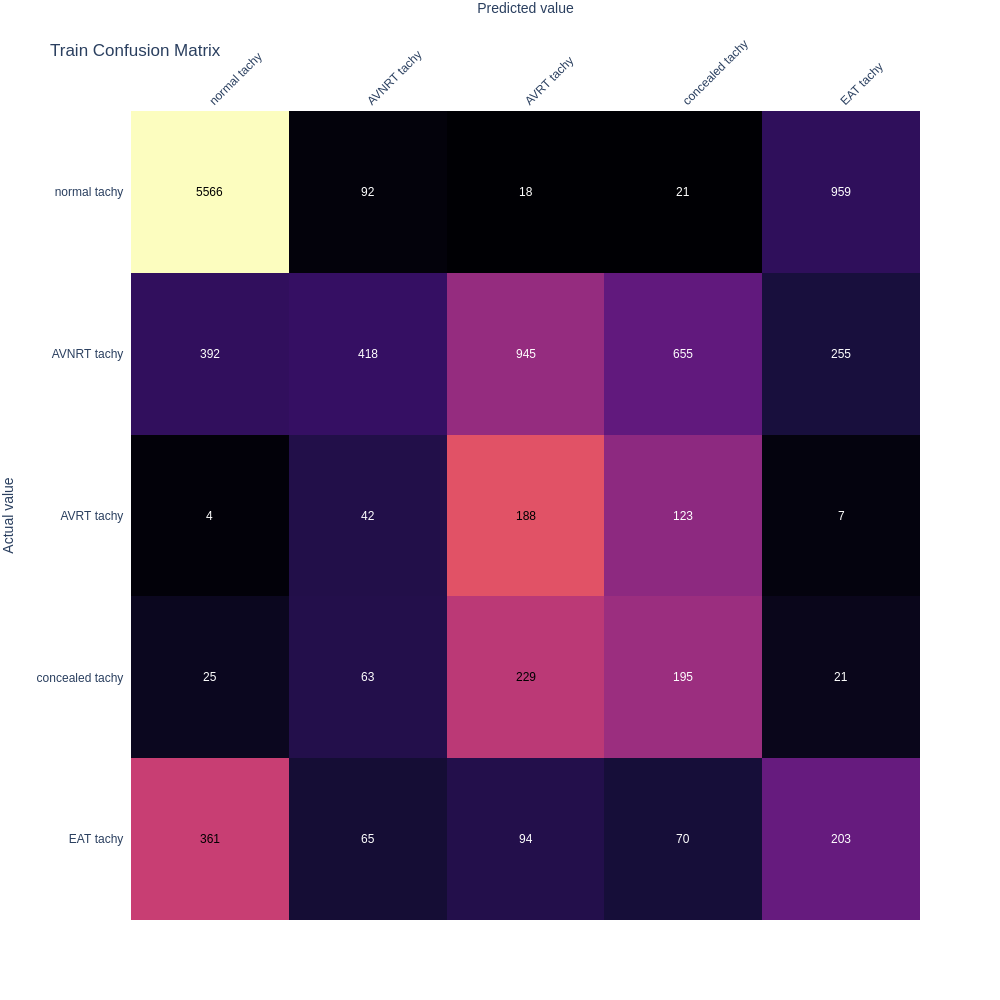 Predicted value
Train Confusion Matrix
normal tachy
AVNRT tachy
AVRT tachy
concealed tachy
EAT tachy
Actual value
normal tachy 5566 92 18 21 959
AVNRT tachy 392 418 945 655 255
AVRT tachy 4 42 188 123 7
concealed tachy 25 63 229 195 21
EAT tachy 361 65 94 70 203